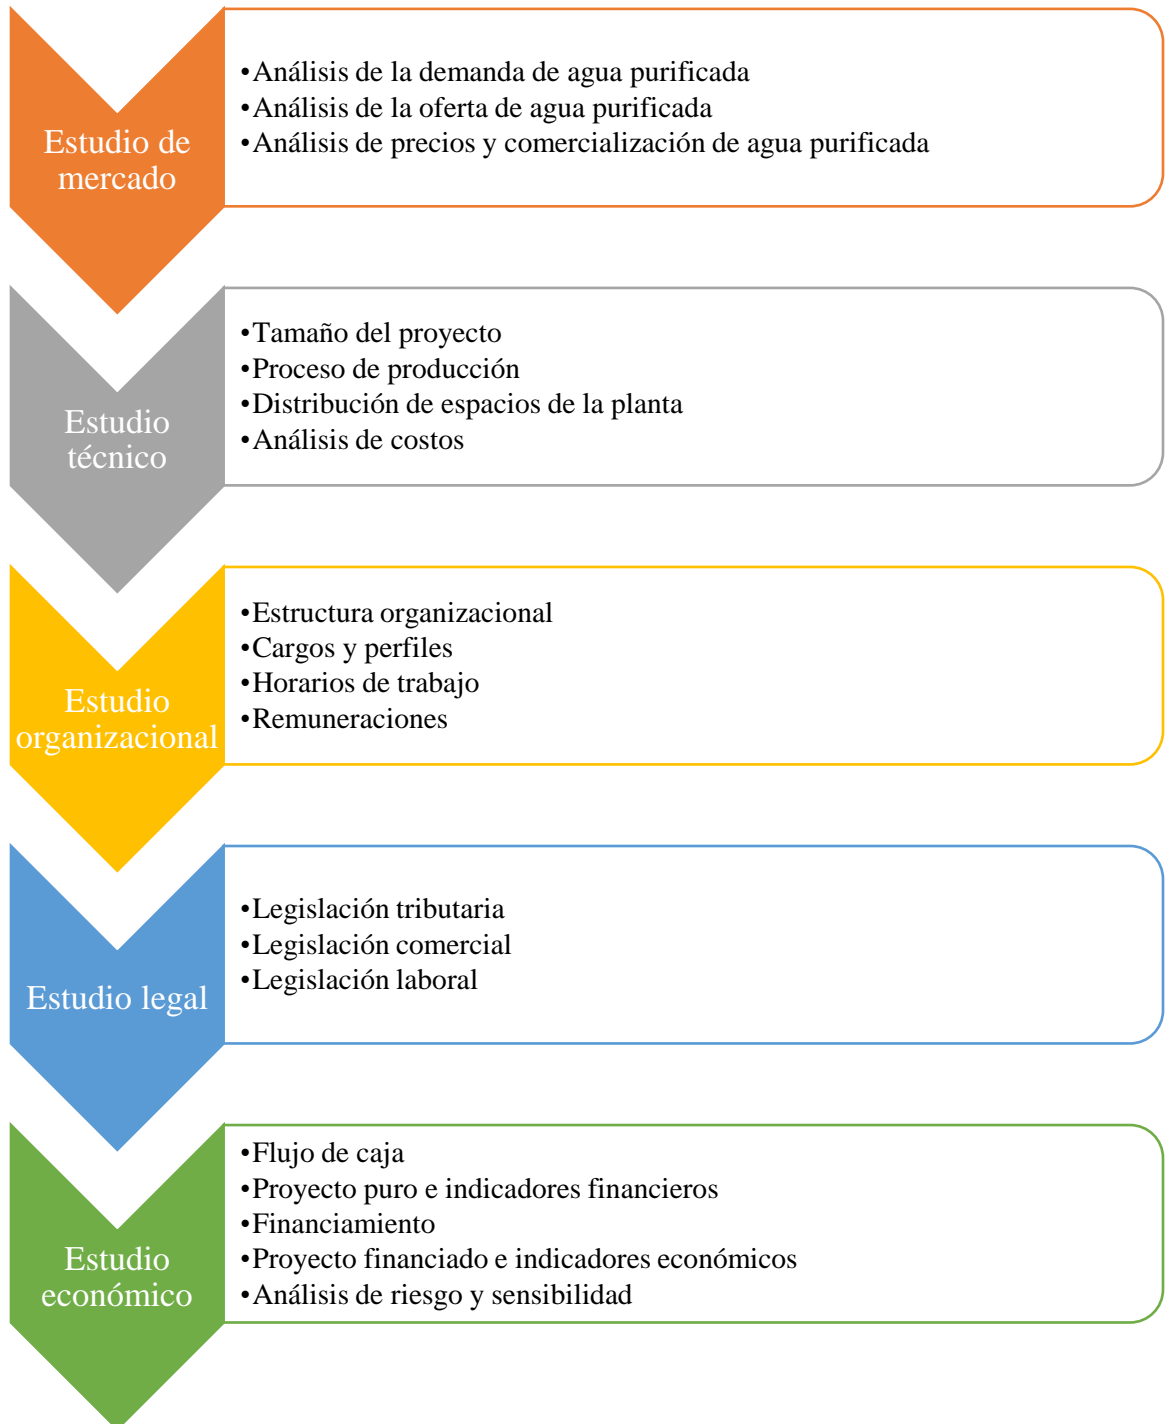 Estudio de
mercado
•Análisis de la demanda de agua purificada
•Análisis de la oferta de agua purificada
•Análisis de precios y comercialización de agua purificada
Estudio
técnico
•Tamaño del proyecto
•Proceso de producción
•Distribución de espacios de la planta
•Análisis de costos
Estudio
organizacional
•Estructura organizacional
•Cargos y perfiles
•Horarios de trabajo
•Remuneraciones
Estudio legal
•Legislación tributaria
•Legislación comercial
•Legislación laboral
Estudio
económico
•Flujo de caja
•Proyecto puro e indicadores financieros
•Financiamiento
•Proyecto financiado e indicadores económicos
•Análisis de riesgo y sensibilidad